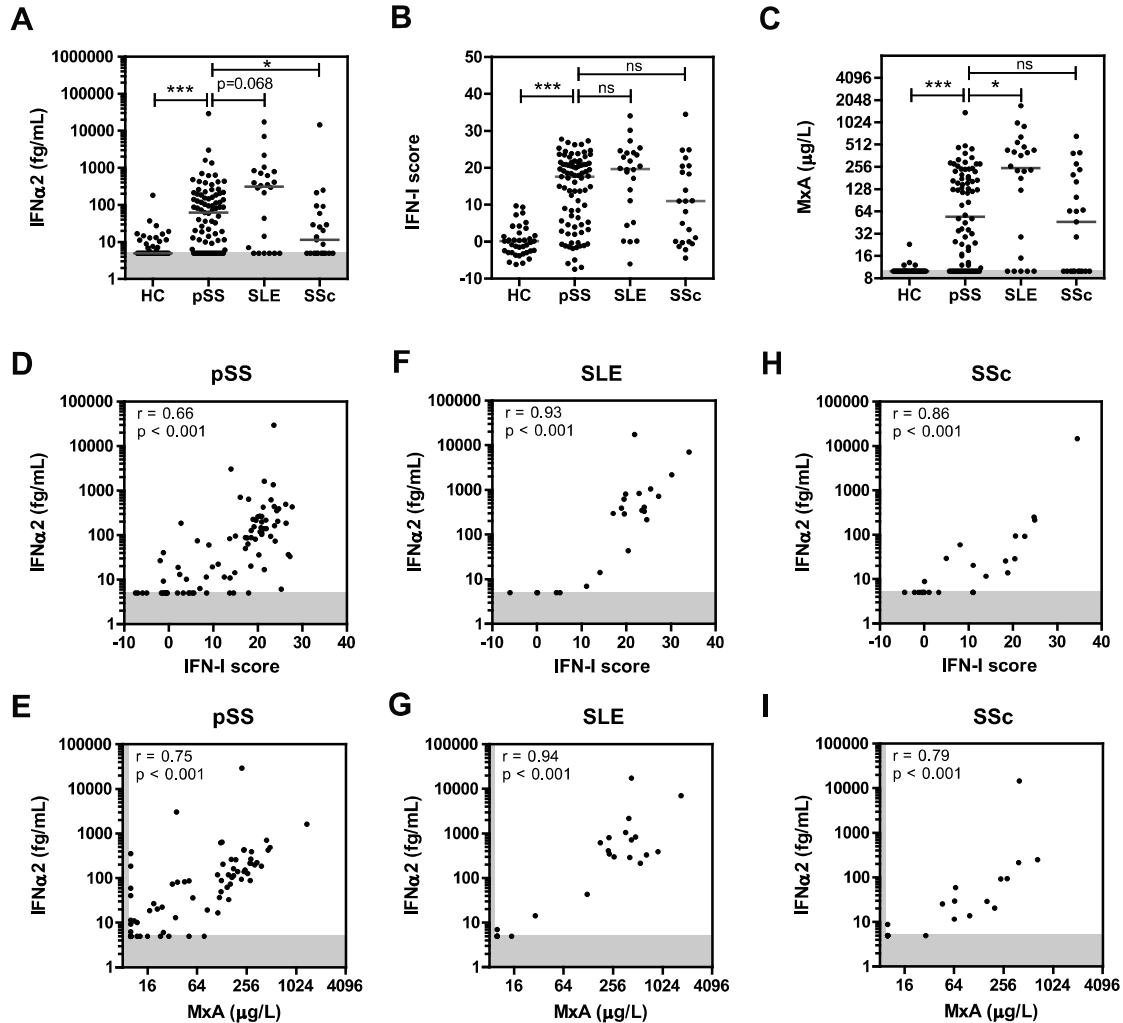 A
IFNα2 (fg/mL)
1000000
100000
10000
1000
100
10
1
HC
pSS
SLE
SSc
***
p=0.068
*
B
IFN-I score
50
40
30
20
10
0
-10
HC
pSS
SLE
SSc
***
ns
ns
C
MxA (μg/L)
4096
2048
1024
512
256
128
64
32
16
8
HC
pSS
SLE
SSc
***
*
ns
D
pSS
r = 0.66
p < 0.001
IFNα2 (fg/mL)
100000
10000
1000
100
10
1
-10
0
10
20
30
40
IFN-I score
F
SLE
r = 0.93
p < 0.001
IFNα2 (fg/mL)
100000
10000
1000
100
10
1
-10
0
10
20
30
40
IFN-I score
H
SSc
r = 0.86
p < 0.001
IFNα2 (fg/mL)
100000
10000
1000
100
10
1
-10
0
10
20
30
40
IFN-I score
E
pSS
r = 0.75
p < 0.001
IFNα2 (fg/mL)
100000
10000
1000
100
10
1
16
64
256
1024
4096
MxA (μg/L)
G
SLE
r = 0.94
p < 0.001
IFNα2 (fg/mL)
100000
10000
1000
100
10
1
16
64
256
1024
4096
MxA (μg/L)
I
SSc
r = 0.79
p < 0.001
IFNα2 (fg/mL)
100000
10000
1000
100
10
1
16
64
256
1024
4096
MxA (μg/L)